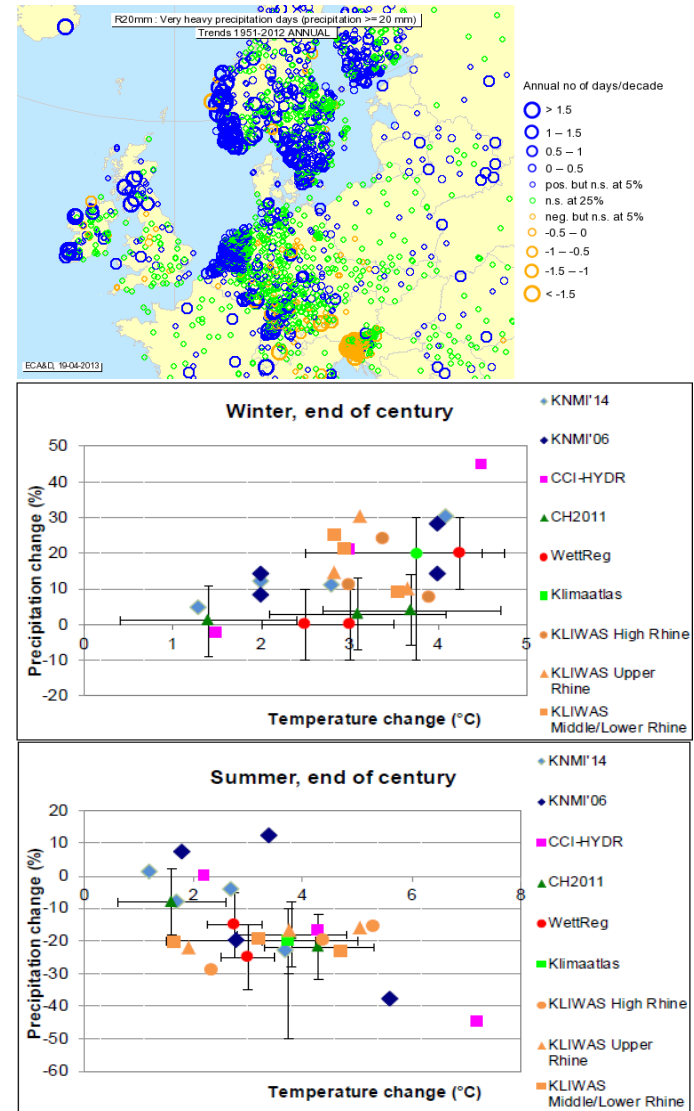 R20mm : Very heavy precipitation days (precipitation >= 20 mm)
Trends 1951-2012 ANNUAL
Annual no of days/decade
> 1.5
1 – 1.5
0.5 – 1
0 – 0.5
pos. but n.s. at 5%
n.s. at 25%
neg. but n.s. at 5%
-0.5 – 0
-1 – -0.5
-1.5 – -1
< -1.5
ECA&D, 19-04-2013
Winter, end of century
Precipitation change (%)
50
40
30
20
10
0
-10
-20
0
1
2
3
4
5
Temperature change (°C)
KNMI'14
KNMI'06
CCI-HYDR
CH2011
WettReg
Klimaatlas
KLIWAS High Rhine
KLIWAS Upper
Rhine
KLIWAS
Middle/Lower Rhine
Summer, end of century
Precipitation change (%)
20
10
0
-10
-20
-30
-40
-50
-60
0
2
4
6
8
Temperature change (°C)
KNMI'14
KNMI'06
CCI-HYDR
CH2011
WettReg
Klimaatlas
KLIWAS High Rhine
KLIWAS Upper
Rhine
KLIWAS
Middle/Lower Rhine